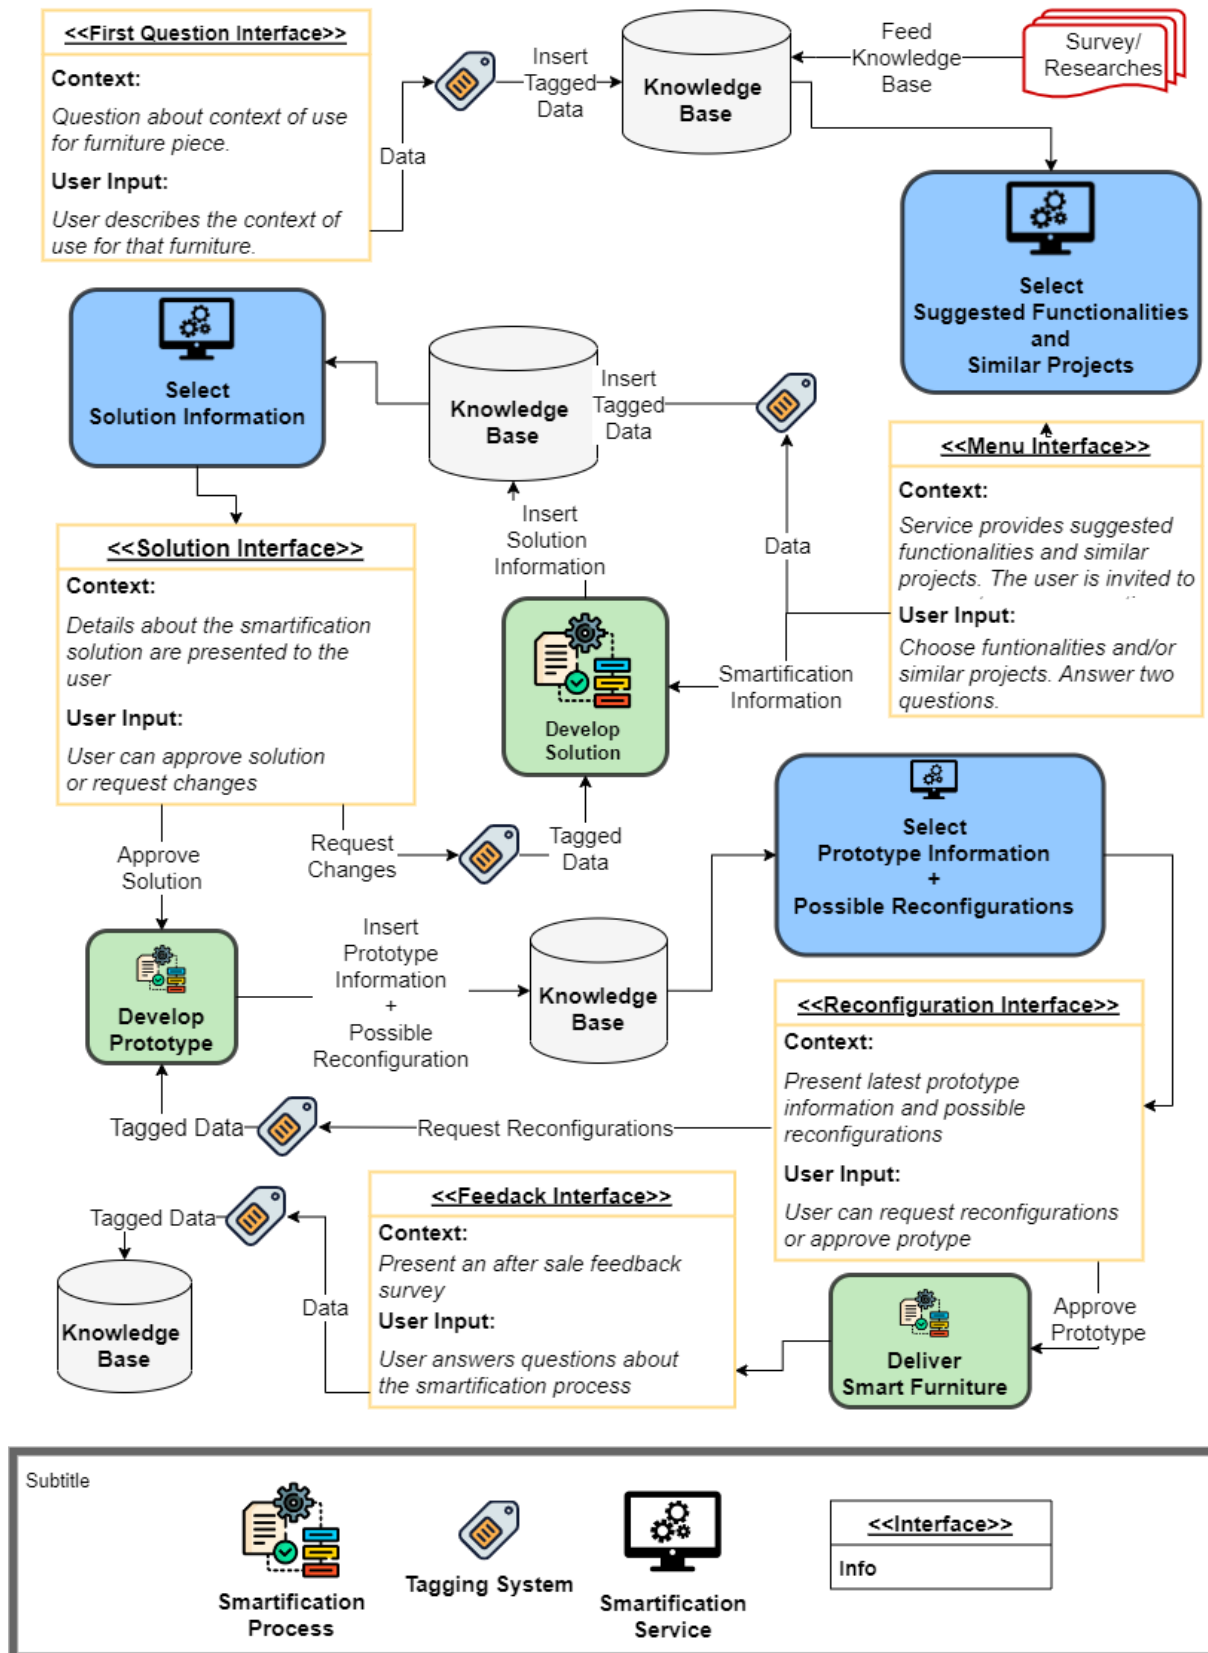 <<First Question Interface>>
Context:
Question about context of use
for furniture piece.
User Input:
User describes the context of
use for that furniture.
Data
Insert
Tagged
Data
Knowledge
Base
Feed
Knowledge
Base
Survey/
Researches
Select
Suggested Functionalities
and
Similar Projects
Select
Solution Information
Knowledge
Base
Insert
Tagged
Data
<<Menu Interface>>
Context:
Service provides suggested
functionalities and similar
projects. The user is invited to
User Input:
Choose funtionalities and/or
similar projects. Answer two
questions.
Data
Smartification
Information
Insert
Solution
Information
Develop
Solution
<<Solution Interface>>
Context:
Details about the smartification
solution are presented to the
user
User Input:
User can approve solution
or request changes
Approve
Solution
Request
Changes
Tagged
Data
Select
Prototype Information
+
Possible Reconfigurations
Develop
Prototype
Insert
Prototype
Information
+
Possible
Reconfiguration
Knowledge
Base
<<Reconfiguration Interface>>
Context:
Present latest prototype
information and possible
reconfigurations
User Input:
User can request reconfigurations
or approve protype
Request Reconfigurations
Tagged Data
Approve
Prototype
Deliver
Smart Furniture
<<Feedack Interface>>
Context:
Present an after sale feedback
survey
User Input:
User answers questions about
the smartification process
Data
Tagged Data
Knowledge
Base
Subtitle
Smartification
Process
Tagging System
Smartification
Service
<<Interface>>
Info